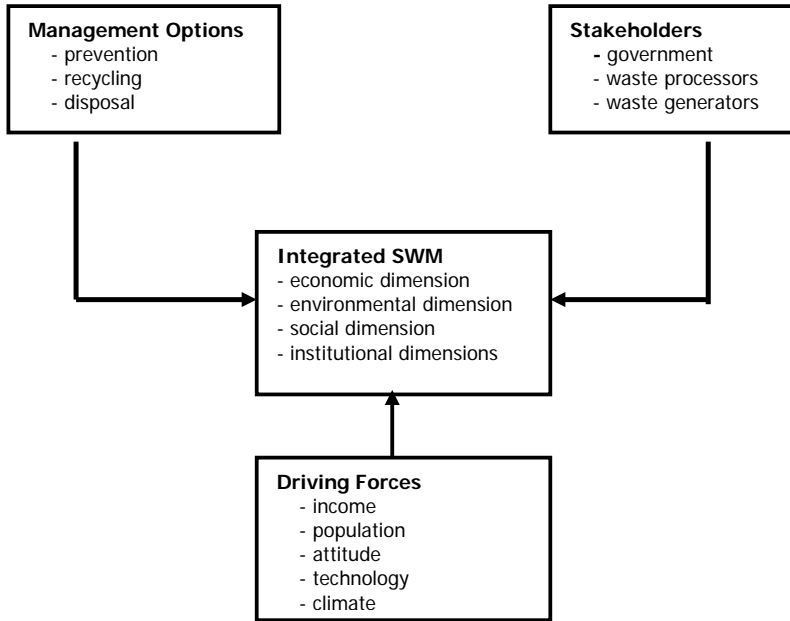 Management Options
- prevention
- recycling
- disposal
Stakeholders
- government
- waste processors
- waste generators
Integrated SWM
- economic dimension
- environmental dimension
- social dimension
- institutional dimensions
Driving Forces
- income
- population
- attitude
- technology
- climate